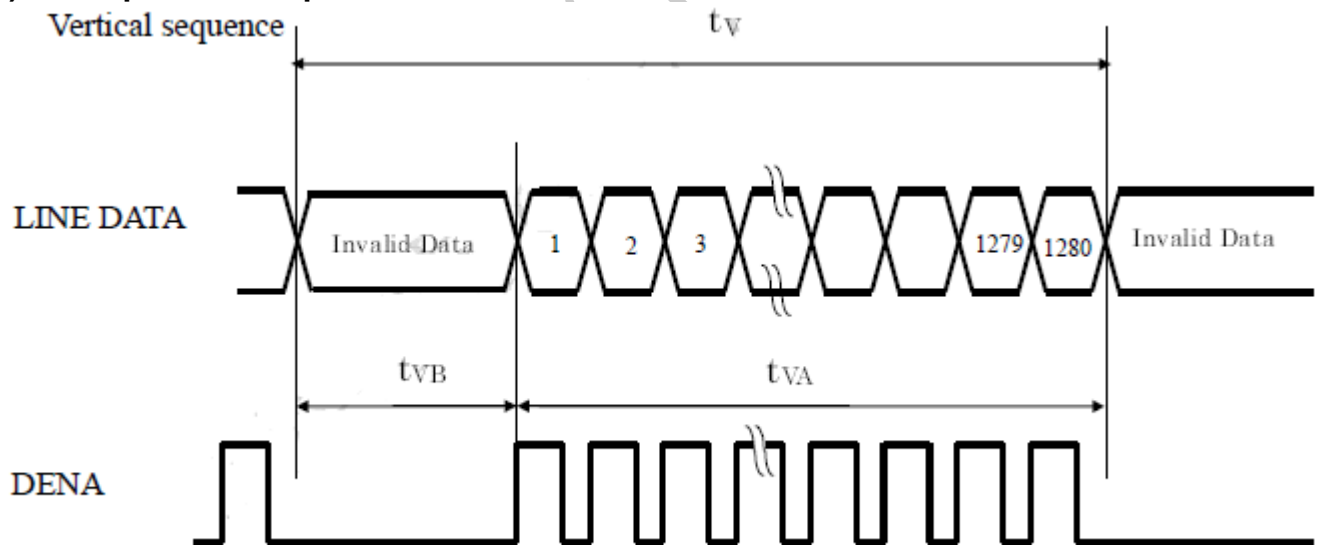 Vertical sequence
tV
LINE DATA
Invalid Data
1
2
3
1279
1280
Invalid Data
tVB
tVA
DENA